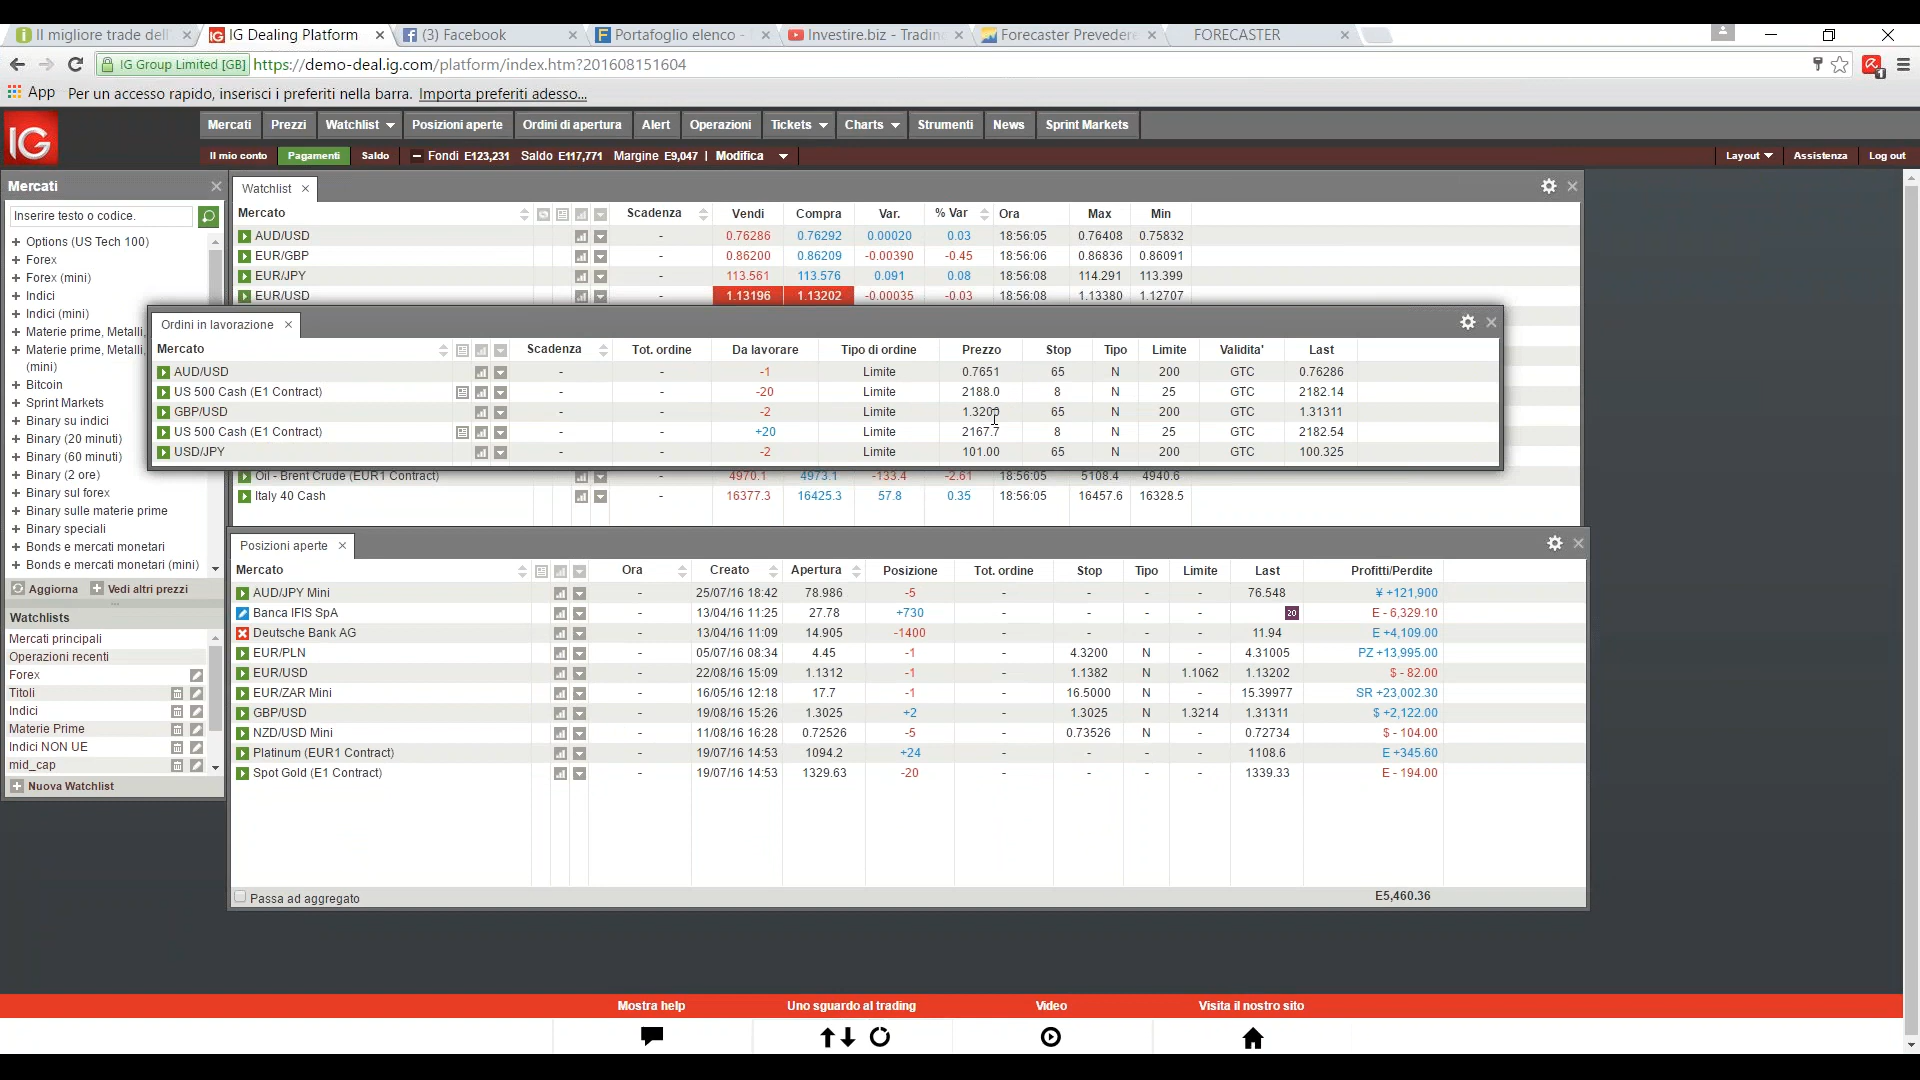 Il migliore trade dell
IG Dealing Platform
(3) Facebook
Portafoglio elenco -
Investire.biz - Trading
Forecaster Prevedere
FORECASTER
IG Group Limited [GB] https://demo-deal.ig.com/platform/index.htm?201608151604
App Per un accesso rapido, inserisci i preferiti nella barra. Importa preferiti adesso...
IG
Mercati Prezzi Watchlist Posizioni aperte Ordini di apertura Alert Operazioni Tickets Charts Strumenti News Sprint Markets
Il mio conto Pagamenti Saldo Fondi E123,231 Saldo E117,771 Margine E9,047 | Modifica Layout Assistenza Log out
Mercati
Inserire testo o codice.
+ Options (US Tech 100)
+ Forex
+ Forex (mini)
+ Indici
+ Indici (mini)
+ Materie prime, Metalli,
+ Materie prime, Metalli,
(mini)
+ Bitcoin
+ Sprint Markets
+ Binary su indici
+ Binary (20 minuti)
+ Binary (60 minuti)
+ Binary (2 ore)
+ Binary sul forex
+ Binary sulle materie prime
+ Binary speciali
+ Bonds e mercati monetari
+ Bonds e mercati monetari (mini)
Aggiorna + Vedi altri prezzi
Watchlists
Mercati principali
Operazioni recenti
Forex
Titoli
Indici
Materie Prime
Indici NON UE
mid_cap
+ Nuova Watchlist
Watchlist
Mercato Scadenza Vendi Compra Var. % Var Ora Max Min
AUD/USD - 0.76286 0.76292 0.00020 0.03 18:56:05 0.76408 0.75832
EUR/GBP - 0.86200 0.86209 -0.00390 -0.45 18:56:06 0.86836 0.86091
EUR/JPY - 113.561 113.576 0.091 0.08 18:56:08 114.291 113.399
EUR/USD - 1.13196 1.13202 -0.00035 -0.03 18:56:08 1.13380 1.12707
Ordini in lavorazione
Mercato Scadenza Tot. ordine Da lavorare Tipo di ordine Prezzo Stop Tipo Limite Validita' Last
AUD/USD - - -1 Limite 0.7651 65 N 200 GTC 0.76286
US 500 Cash (E1 Contract) - - -20 Limite 2188.0 8 N 25 GTC 2182.14
GBP/USD - - -2 Limite 65 N 200 GTC 1.31311
US 500 Cash (E1 Contract) - - +20 Limite 2167.7 8 N 25 GTC 2182.54
USD/JPY - - -2 Limite 101.00 65 N 200 GTC 100.325
Oil - Brent Crude (EUR1 Contract) - 4970.1 4973.1 -133.4 -2.61 18:56:05 5108.4 4940.6
Italy 40 Cash - 16377.3 16425.3 57.8 0.35 18:56:05 16457.6 16328.5
Posizioni aperte
Mercato Ora Creato Apertura Posizione Tot. ordine Stop Tipo Limite Last Profitti/Perdite
AUD/JPY Mini - 25/07/16 18:42 78.986 -5 - - - - 76.548 ¥ +121,900
Banca IFIS SpA - 13/04/16 11:25 27.78 +730 - - - - 20 E - 6,329.10
Deutsche Bank AG - 13/04/16 11:09 14.905 -1400 - - - - 11.94 E +4,109.00
EUR/PLN - 05/07/16 08:34 4.45 -1 - 4.3200 N - 4.31005 PZ +13,995.00
EUR/USD - 22/08/16 15:09 1.1312 -1 - 1.1382 N 1.1062 1.13202 $ - 82.00
EUR/ZAR Mini - 16/05/16 12:18 17.7 -1 - 16.5000 N - 15.39977 SR +23,002.30
GBP/USD - 19/08/16 15:26 1.3025 +2 - 1.3025 N 1.3214 1.31311 $ +2,122.00
NZD/USD Mini - 11/08/16 16:28 0.72526 -5 - 0.73526 N - 0.72734 $ - 104.00
Platinum (EUR1 Contract) - 19/07/16 14:53 1094.2 +24 - - - - 1108.6 E +345.60
Spot Gold (E1 Contract) - 19/07/16 14:53 1329.63 -20 - - - - 1339.33 E - 194.00
Passa ad aggregato E5,460.36
Mostra help Uno sguardo al trading Video Visita il nostro sito